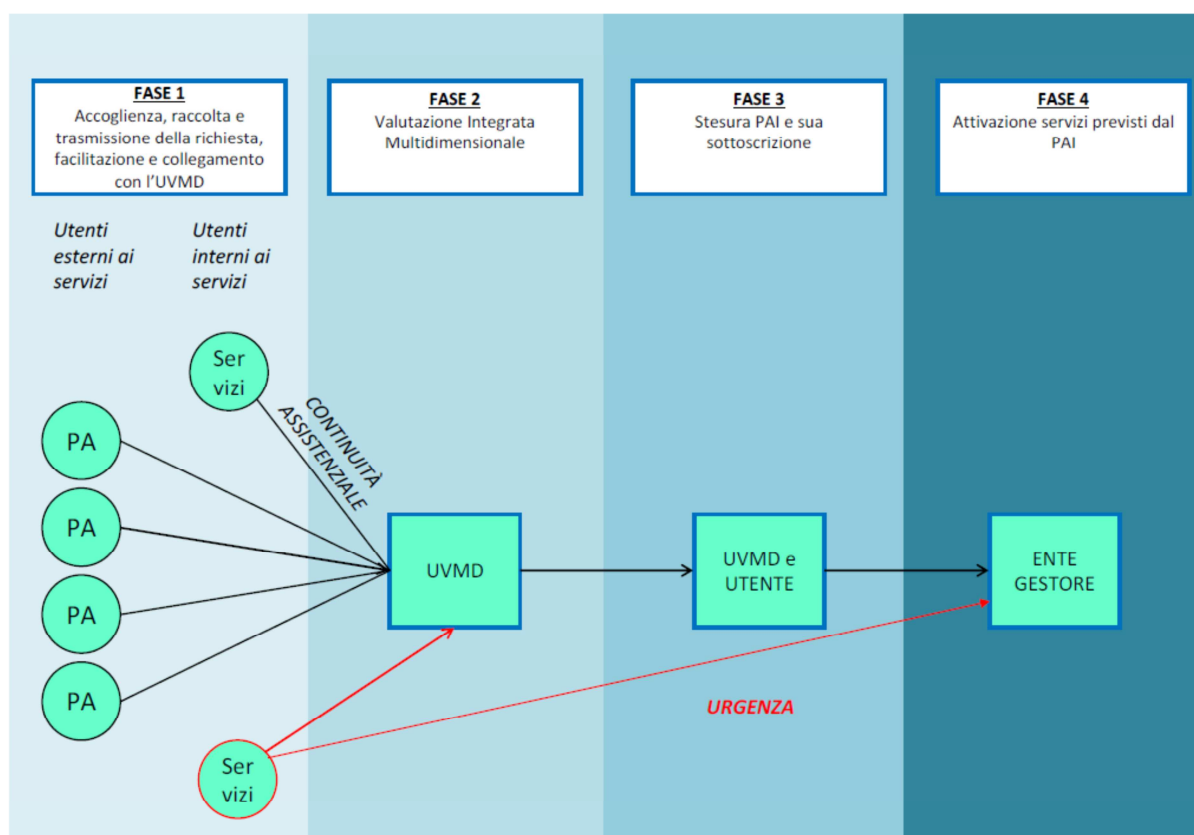 FASE 1
Accoglienza, raccolta e
trasmissione della richiesta,
facilitazione e collegamento
con l'UVMD
FASE 2
Valutazione Integrata
Multidimensionale
FASE 3
Stesura PAI e sua
sottoscrizione
FASE 4
Attivazione servizi previsti dal
PAI
Utenti
esterni ai
servizi
Utenti
interni ai
servizi
Ser
vizi
CONTINUITÀ
ASSISTENZIALE
PA
PA
PA
PA
UVMD
UVMD e
UTENTE
ENTE
GESTORE
URGENZA
Ser
vizi